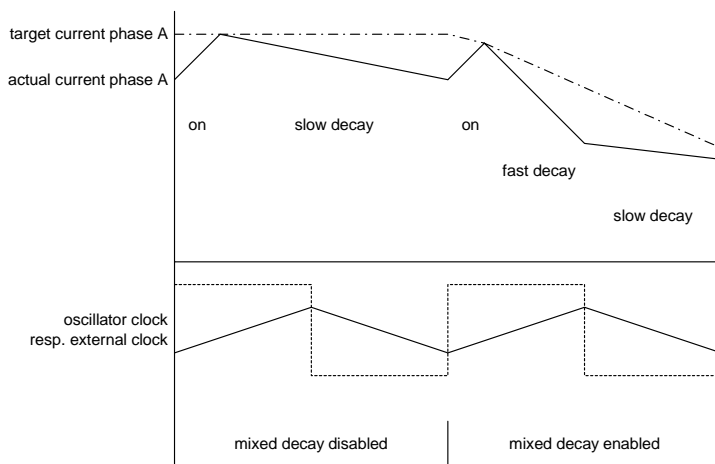 target current phase A
actual current phase A
on
slow decay
on
fast decay
slow decay
oscillator clock
resp. external clock
mixed decay disabled
mixed decay enabled